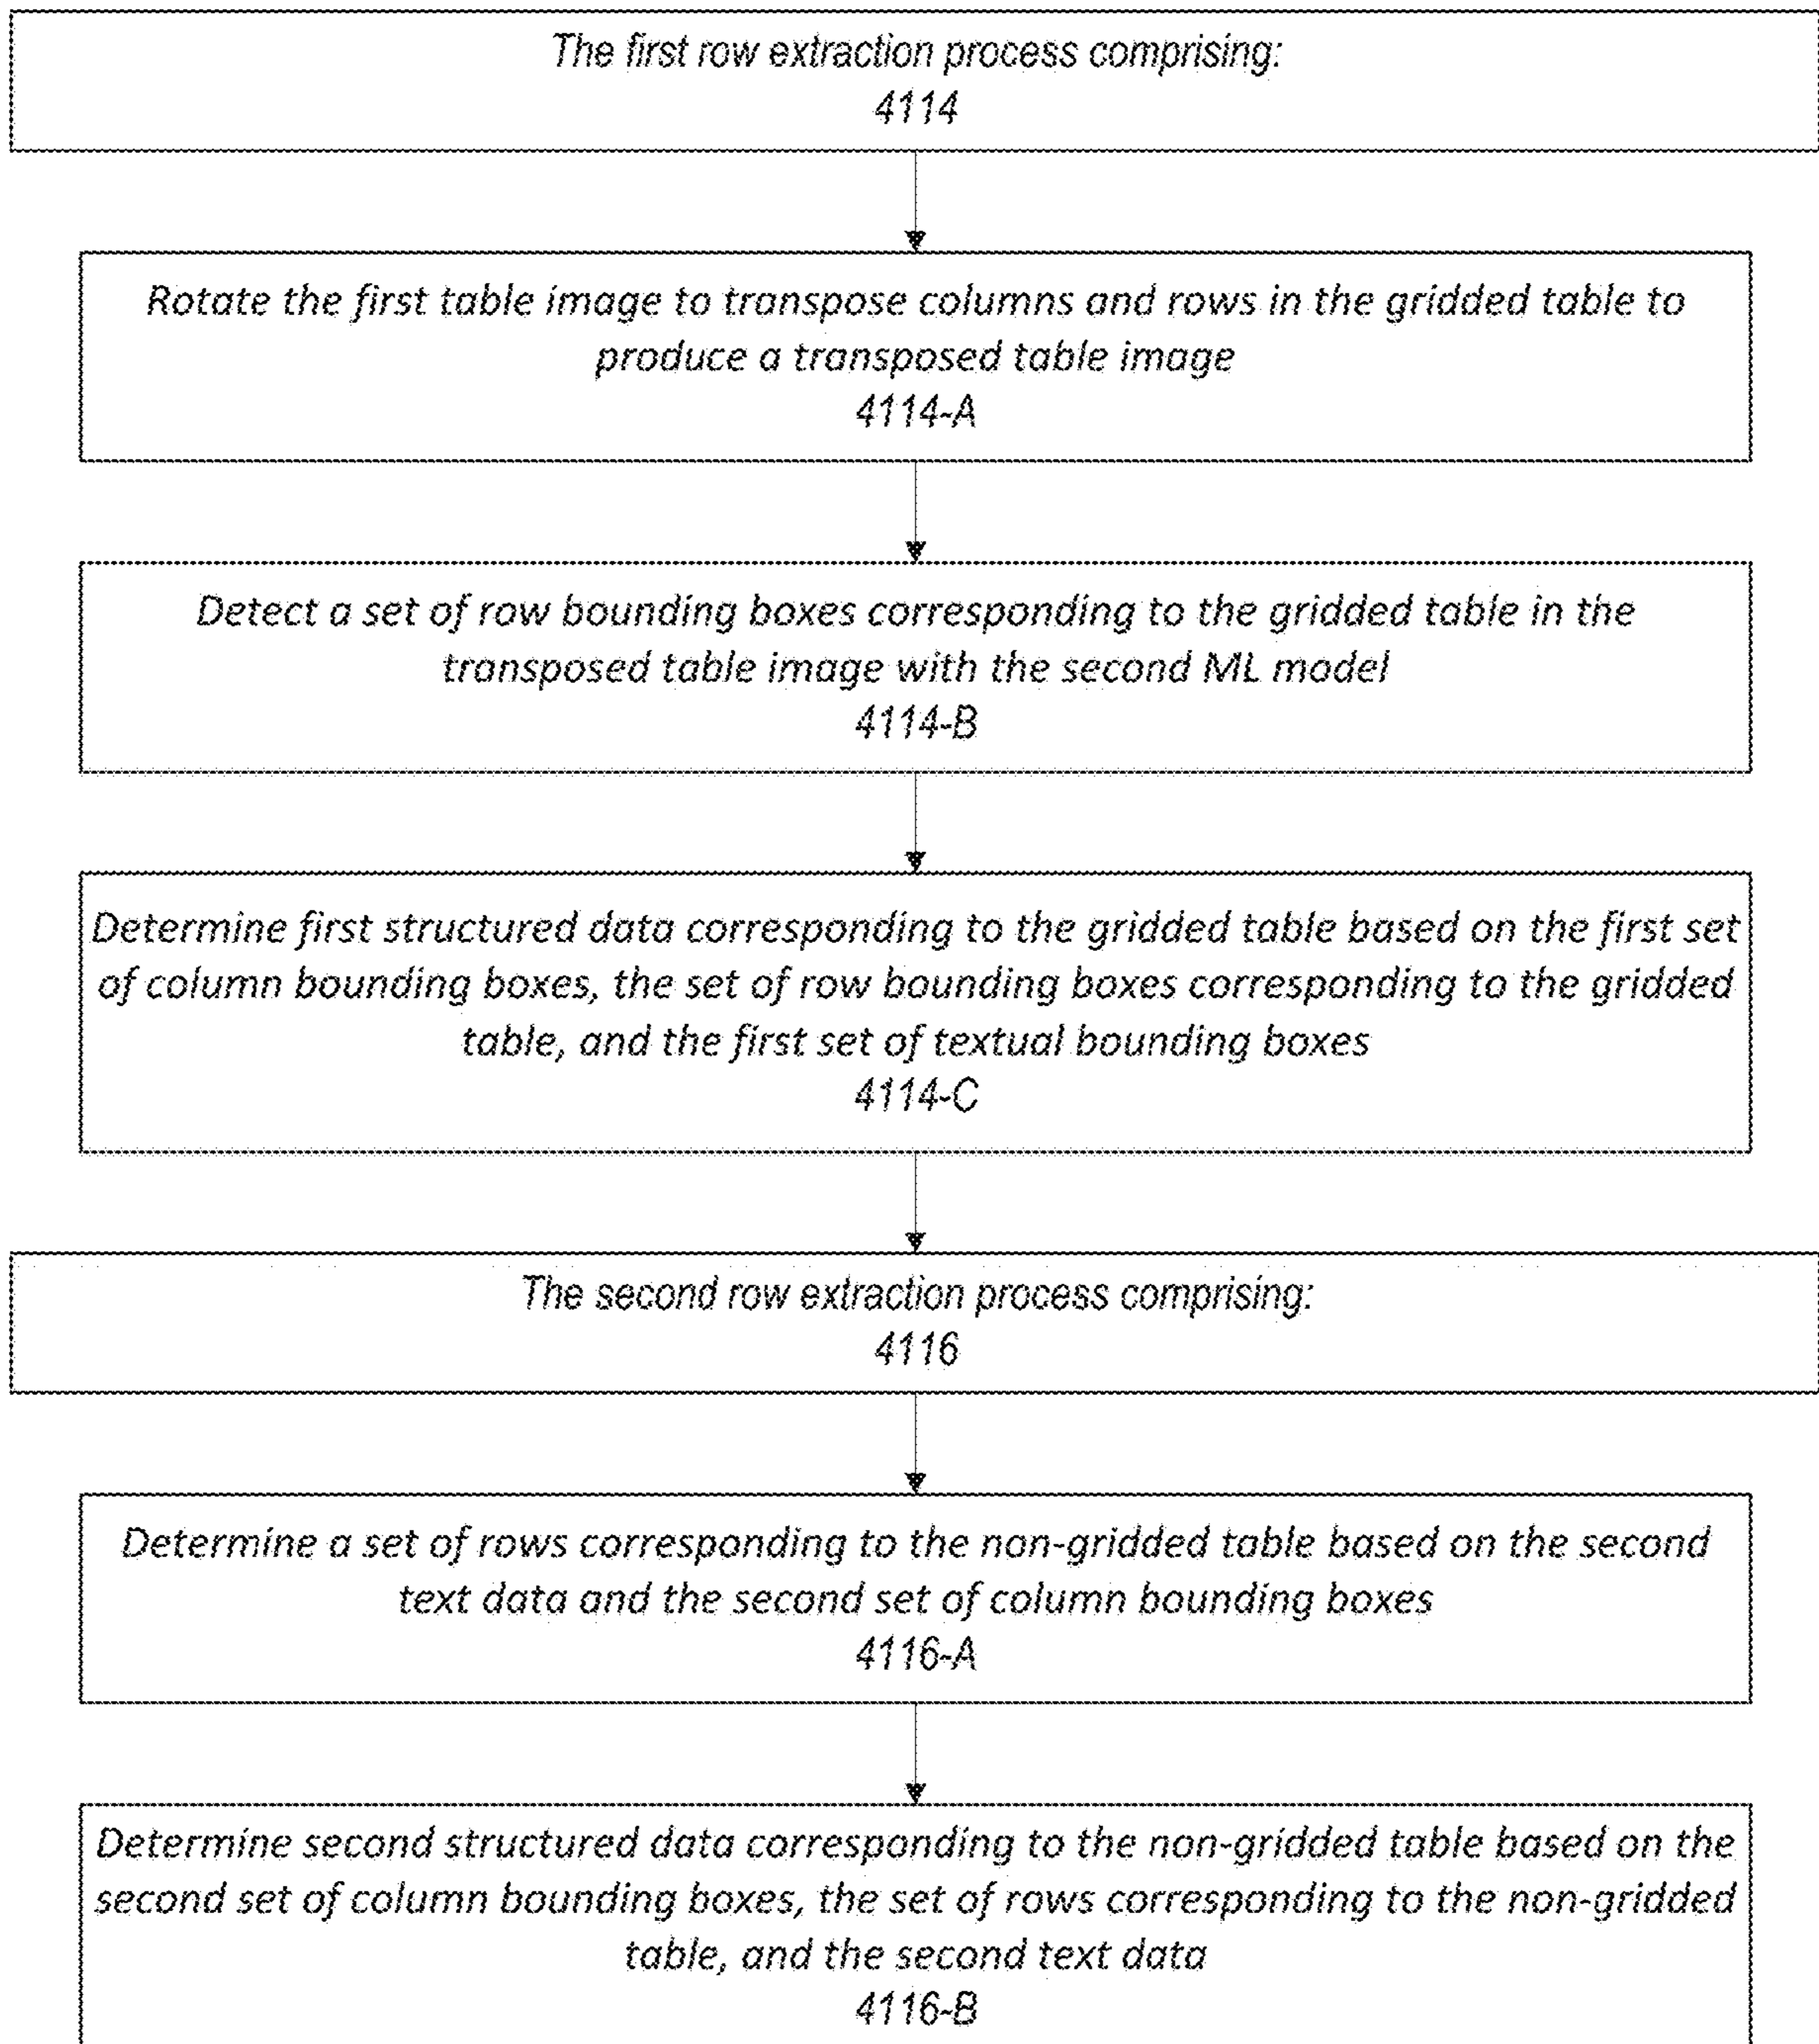 The first row extraction process comprising:
4114
Rotate the first table image to transpose columns and rows in the gridded table to
produce a transposed table image
4114-A
Detect a set of row bounding boxes corresponding to the gridded table in the
transposed table image with the second ML model
4114-B
Determine first structured data corresponding to the gridded table based on the first set
of column bounding boxes, the set of row bounding boxes corresponding to the gridded
table, and the first set of textual bounding boxes
4114-C
The second row extraction process comprising:
4116
Determine a set of rows corresponding to the non-gridded table based on the second
text data and the second set of column bounding boxes
4116-A
Determine second structured data corresponding to the non-gridded table based on the
second set of column bounding boxes, the set of rows corresponding to the non-gridded
table, and the second text data
4116-B